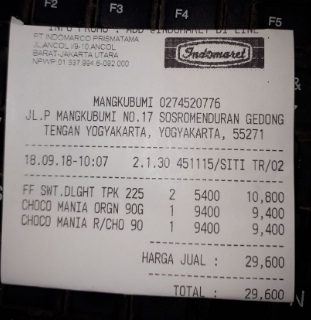 F2 F3 F4
F5
INFO PROMO : ADD @INDOMARET DI LINE
PT INDOMARCO PRISMATAMA
JL.ANCOL I/9-10 ANCOL
BARAT-JAKARTA UTARA
NPWP: 01.337.994.6-092.000
Indomaret
MANGKUBUMI 0274520776
JL.P MANGKUBUMI NO.17 SOSROMENDURAN GEDONG
TENGAN YOGYAKARTA, YOGYAKARTA, 55271
18.09.18-10:07 2.1.30 451115/SITI TR/02
FF SWT.DLGHT TPK 225 2 5400 10,800
CHOCO MANIA ORGN 90G 1 9400 9,400
CHOCO MANIA R/CHO 90 1 9400 9,400
HARGA JUAL : 29,600
TOTAL : 29,600
N